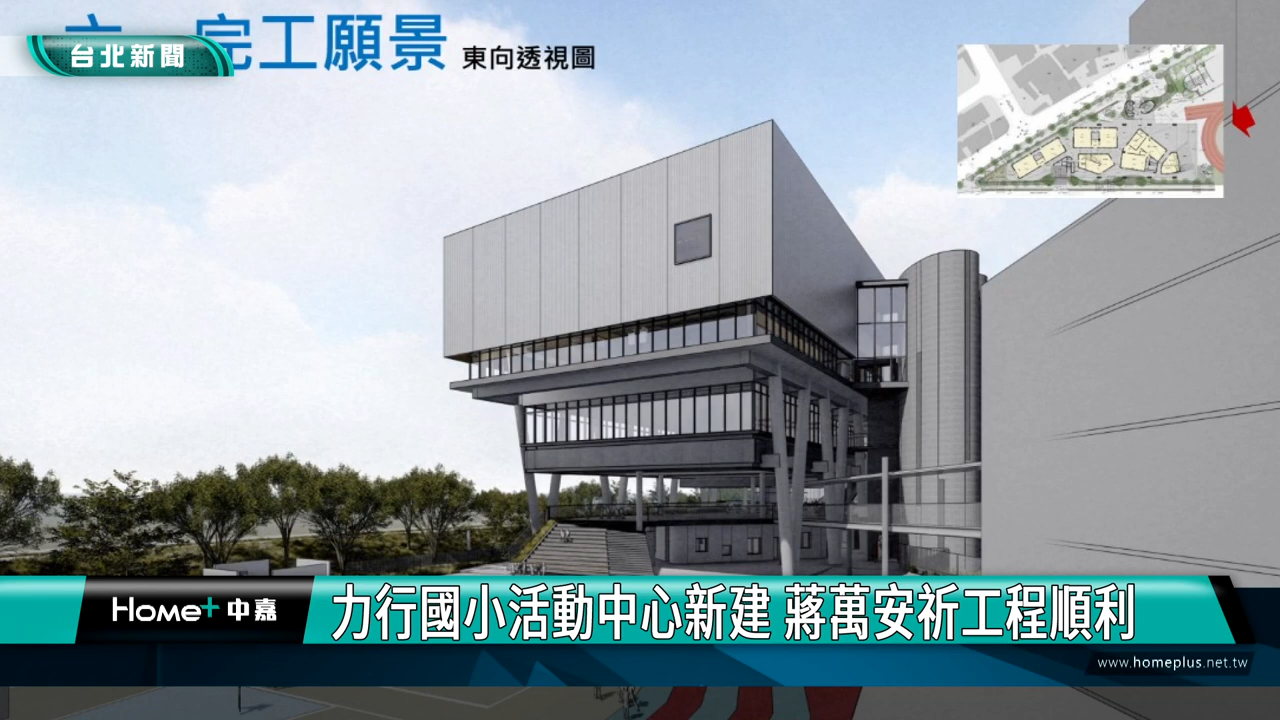 完工願景 東向透視圖
台北新聞
Home+中嘉
力行國小活動中心新建 蔣萬安祈工程順利
www.homeplus.net.tw